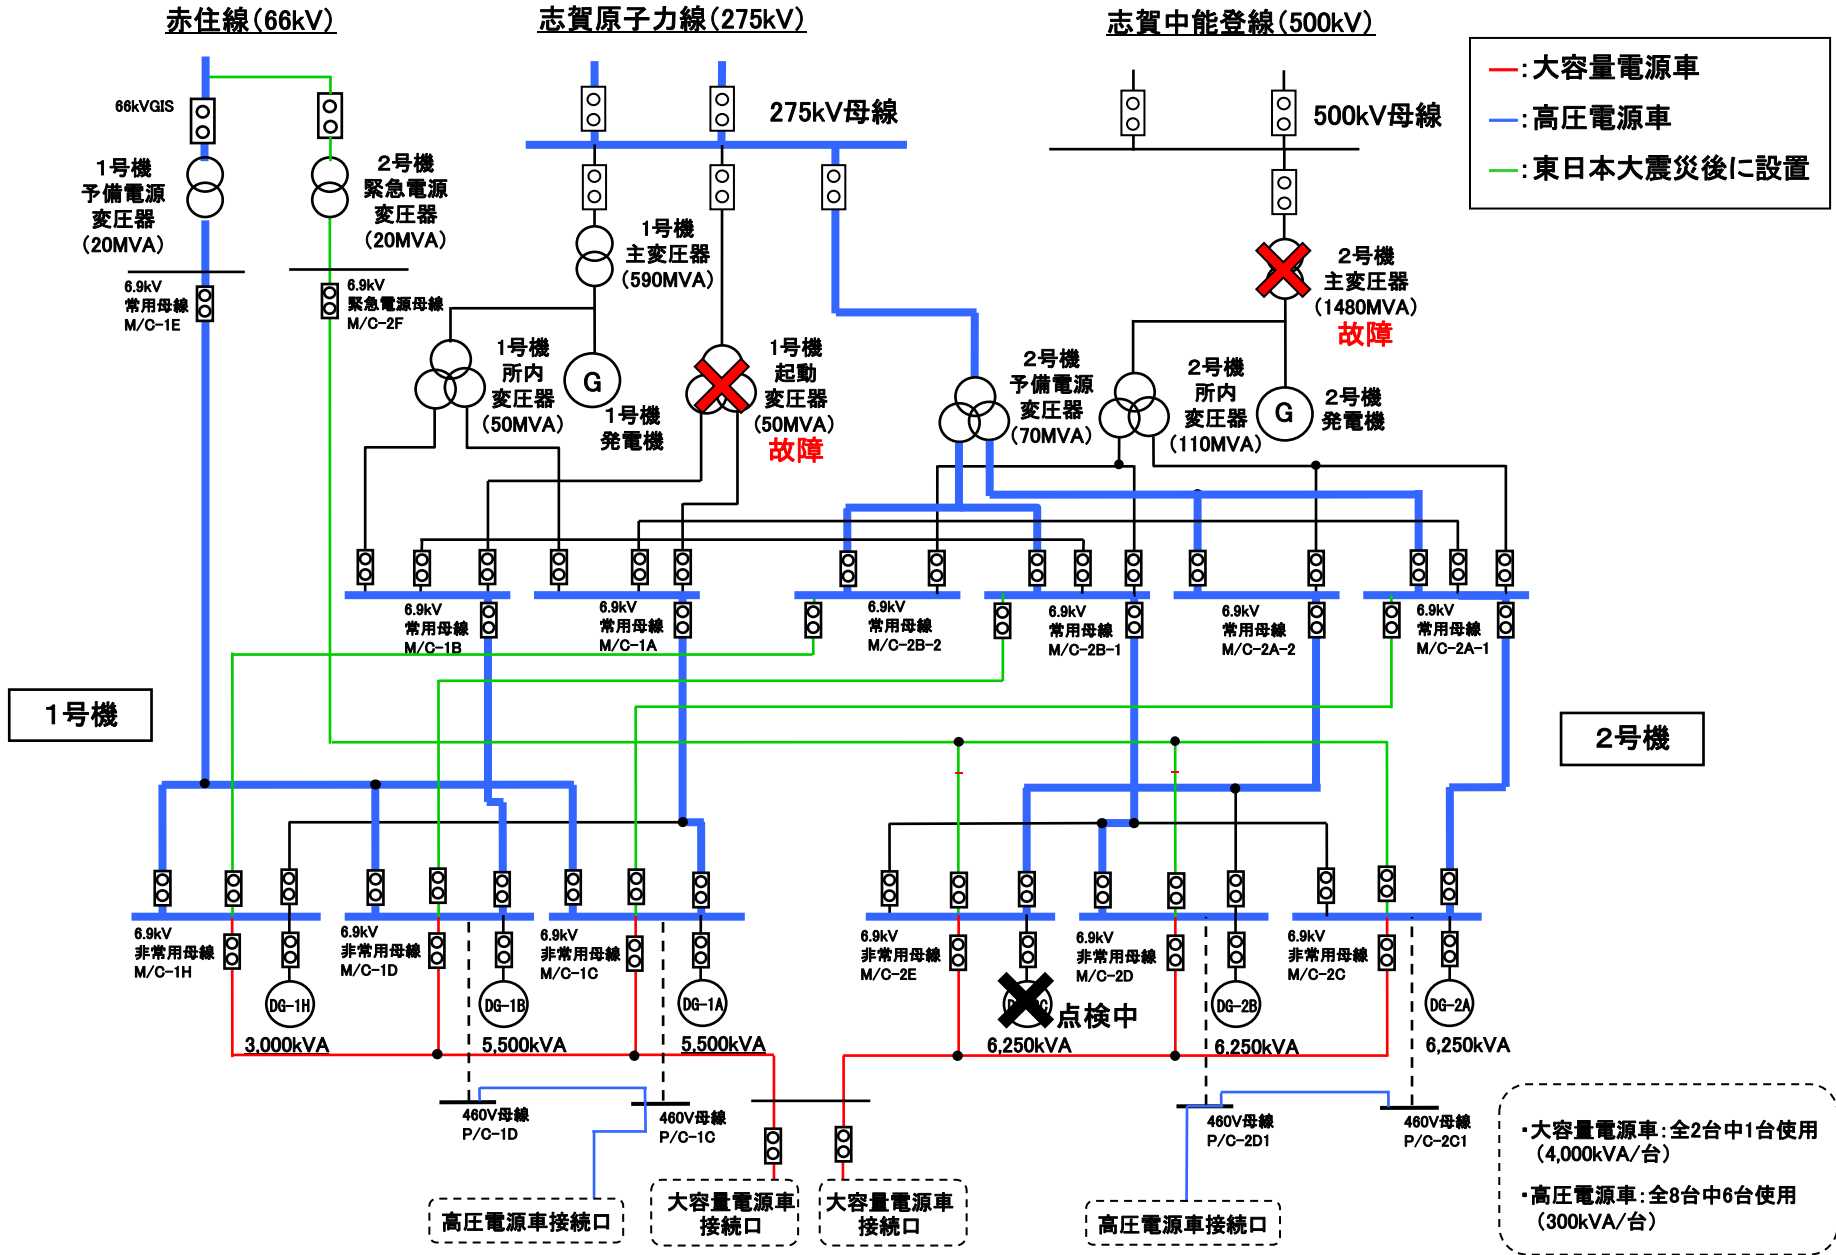 赤住線(66kV)
志賀原子力線(275kV)
志賀中能登線(500kV)
:大容量電源車
:高圧電源車
:東日本大震災後に設置
66kVGIS
275kV母線
500kV母線
1号機
予備電源
変圧器
(20MVA)
2号機
緊急電源
変圧器
(20MVA)
1号機
主変圧器
(590MVA)
2号機
主変圧器
(1480MVA)
故障
6.9kV
常用母線
M/C-1E
6.9kV
緊急電源母線
M/C-2F
1号機
所内
変圧器
(50MVA)
G
1号機
発電機
1号機
起動
変圧器
(50MVA)
故障
2号機
予備電源
変圧器
(70MVA)
2号機
所内
変圧器
(110MVA)
G
2号機
発電機
6.9kV
常用母線
M/C-1B
6.9kV
常用母線
M/C-1A
6.9kV
常用母線
M/C-2B-2
6.9kV
常用母線
M/C-2B-1
6.9kV
常用母線
M/C-2A-2
6.9kV
常用母線
M/C-2A-1
1号機
2号機
6.9kV
非常用母線
M/C-1H
6.9kV
非常用母線
M/C-1D
6.9kV
非常用母線
M/C-1C
6.9kV
非常用母線
M/C-2E
6.9kV
非常用母線
M/C-2D
6.9kV
非常用母線
M/C-2C
DG-1H
3,000kVA
DG-1B
5,500kVA
DG-1A
5,500kVA
点検中
6,250kVA
DG-2B
6,250kVA
DG-2A
6,250kVA
460V母線
P/C-1D
460V母線
P/C-1C
460V母線
P/C-2D1
460V母線
P/C-2C1
高圧電源車接続口
大容量電源車
接続口
大容量電源車
接続口
高圧電源車接続口
・大容量電源車:全2台中1台使用
(4,000kVA/台)
・高圧電源車:全8台中6台使用
(300kVA/台)